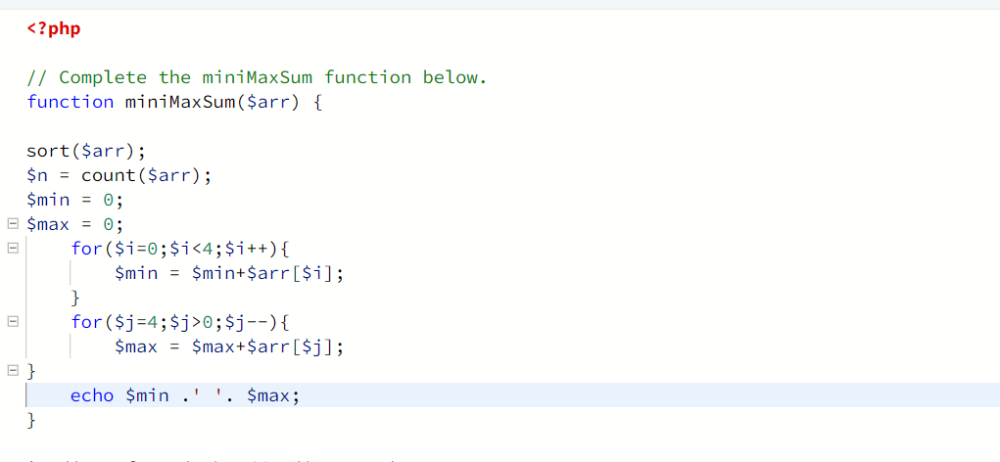 <?php
// Complete the miniMaxSum function below.
function miniMaxSum($arr) {
sort($arr);
$n = count($arr);
$min = 0;
$max = 0;
for($i=0;$i<4;$i++){
$min = $min+$arr[$i];
}
for($j=4;$j>0;$j--){
$max = $max+$arr[$j];
}
echo $min .' '. $max;
}